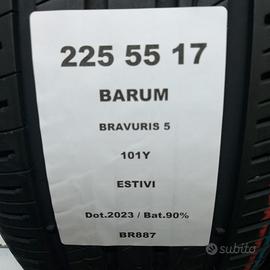 225 55 17
BARUM
BRAVURIS 5
101Y
ESTIVI
Dot.2023 / Bat.90%
BR887
subito